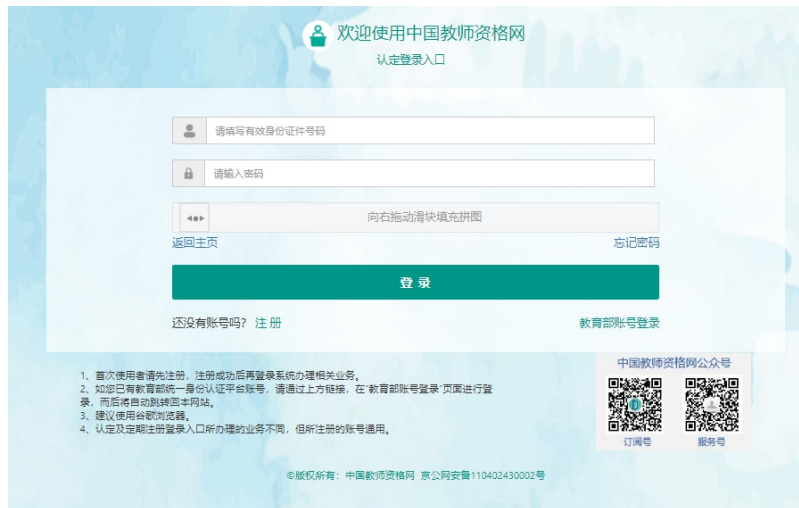 欢迎使用中国教师资格网
认定登录入口
请填写有效身份证件号码
请输入密码
向右拖动滑块填充拼图
返回主页
忘记密码
登 录
还没有账号吗? 注 册
教育部账号登录
1、首次使用者请先注册,注册成功后再登录系统办理相关业务。
2、如您已有教育部统一身份认证平台账号,请通过上方链接,在"教育部账号登录"页面进行登
录,而后将自动跳转回本网站。
3、建议使用谷歌浏览器。
4、认定及定期注册登录入口所办理的业务不同,但所注册的账号通用。
中国教师资格网公众号
订阅号
服务号
©版权所有:中国教师资格网 京公网安备110402430002号